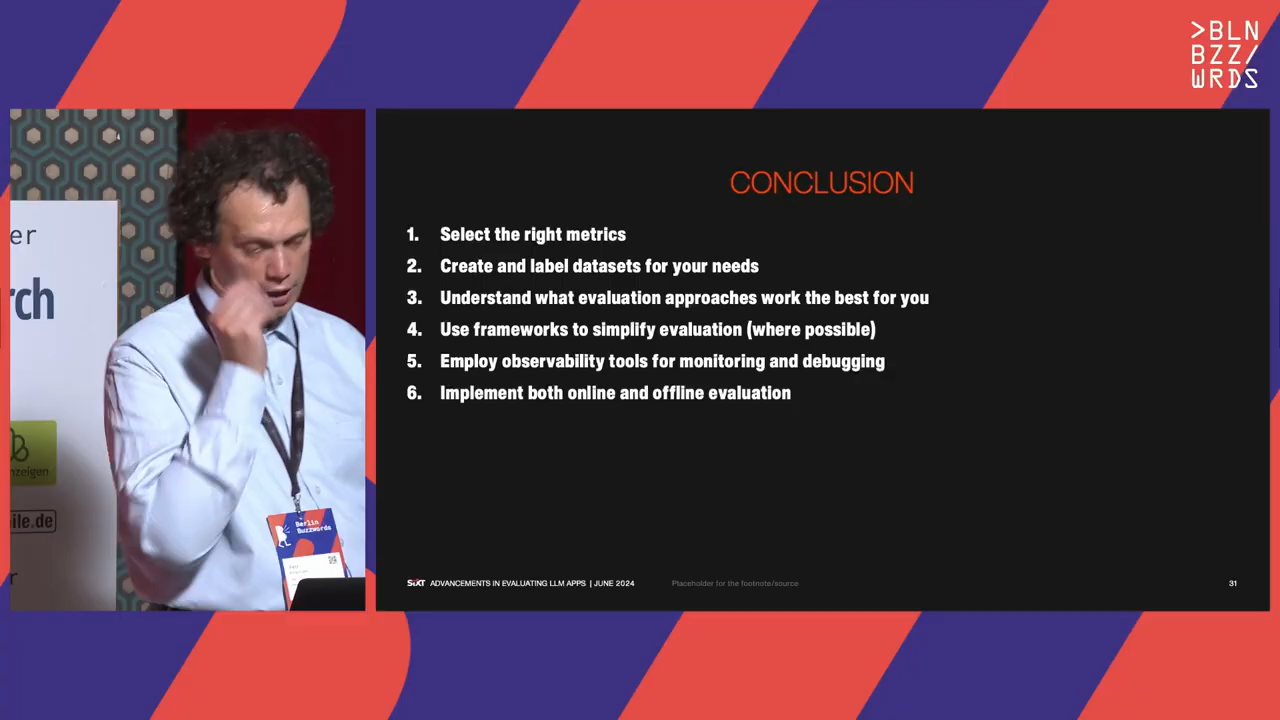 >BLN
BZZ/
WRDS
er
rch
nzeigen
ile.de
r
Berlin
Buzzwords
CONCLUSION
1. Select the right metrics
2. Create and label datasets for your needs
3. Understand what evaluation approaches work the best for you
4. Use frameworks to simplify evaluation (where possible)
5. Employ observability tools for monitoring and debugging
6. Implement both online and offline evaluation
SIXT ADVANCEMENTS IN EVALUATING LLM APPS | JUNE 2024 Placeholder for the footnote/source 31